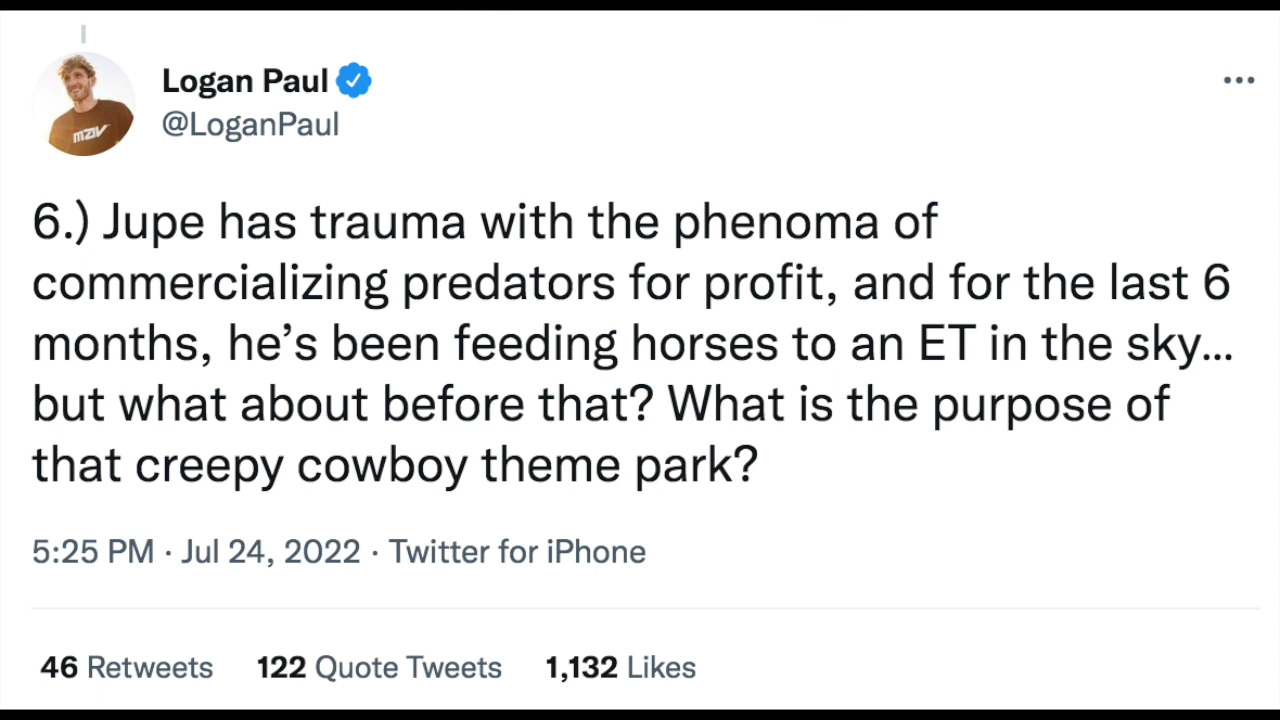 Logan Paul
@LoganPaul
6.) Jupe has trauma with the phenoma of
commercializing predators for profit, and for the last 6
months, he’s been feeding horses to an ET in the sky...
but what about before that? What is the purpose of
that creepy cowboy theme park?
5:25 PM · Jul 24, 2022 · Twitter for iPhone
46 Retweets 122 Quote Tweets 1,132 Likes